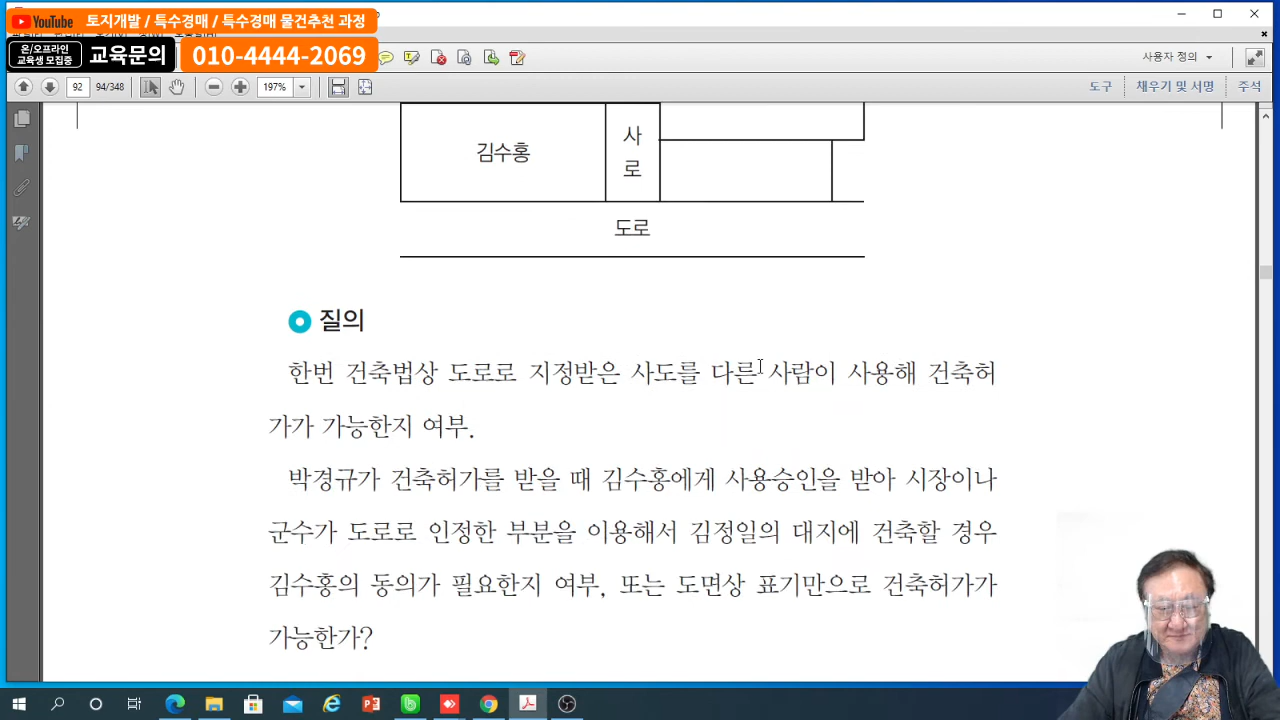 YouTube 토지개발 / 특수경매 / 특수경매 물건추천 과정
온/오프라인
교육생 모집중
교육문의 010-4444-2069
사용자 정의
92 94/348 197% 도구 채우기 및 서명 주석
김수홍
사
로
도로
질의
한번 건축법상 도로로 지정받은 사도를 다른 사람이 사용해 건축허
가가 가능한지 여부.
박경규가 건축허가를 받을 때 김수홍에게 사용승인을 받아 시장이나
군수가 도로로 인정한 부분을 이용해서 김정일의 대지에 건축할 경우
김수홍의 동의가 필요한지 여부, 또는 도면상 표기만으로 건축허가가
가능한가?